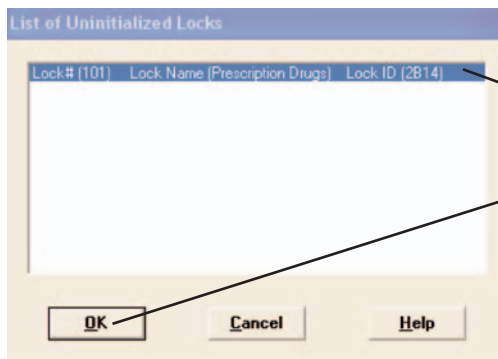 List of Uninitialized Locks
Lock# (101) Lock Name (Prescription Drugs) Lock ID (2B14)
OK Cancel Help